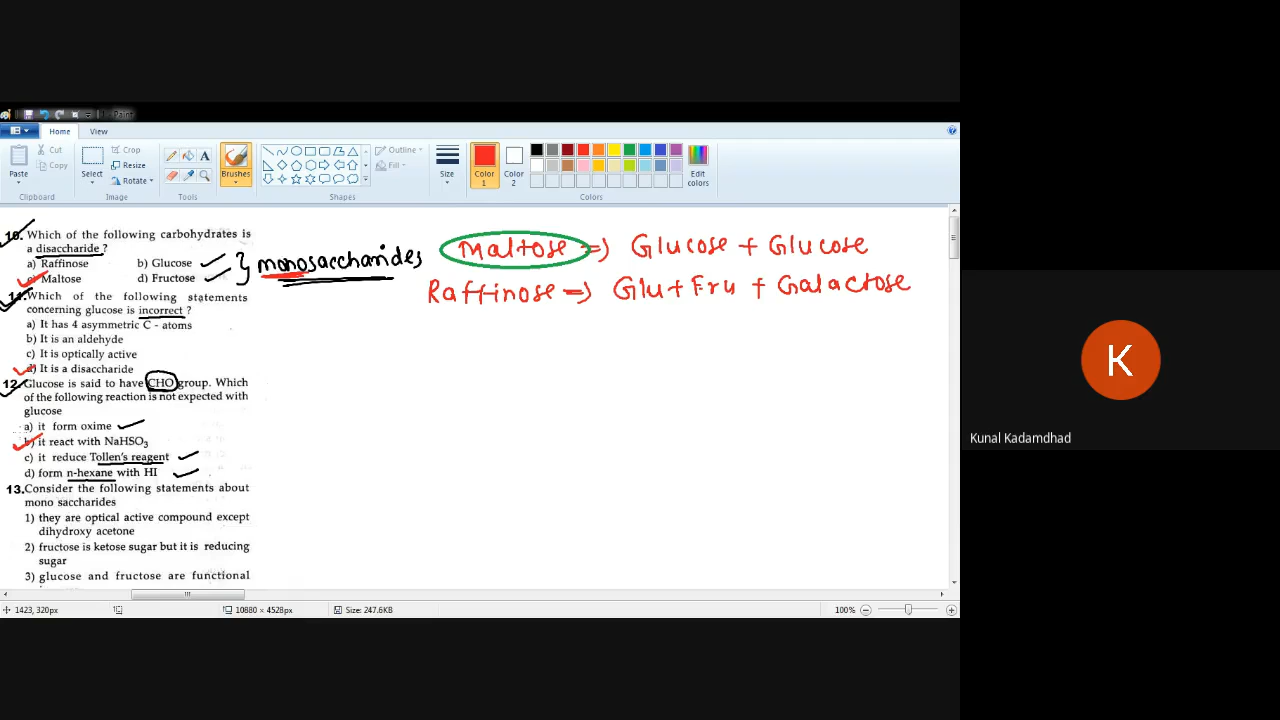 Paint
Home
View
Cut
Copy
Paste
Clipboard
Crop
Resize
Select
Rotate
Image
A
Tools
Brushes
Outline
Fill
Shapes
Size
Color
1
Color
2
Edit
colors
Colors
10. Which of the following carbohydrates is
a disaccharide ?
a) Raffinose b) Glucose
c) Maltose d) Fructose
monosaccharides
Maltose => Glucose + Glucose
Raffinose => Glu + Fru + Galactose
11. Which of the following statements
concerning glucose is incorrect ?
a) It has 4 asymmetric C - atoms
b) It is an aldehyde
c) It is optically active
d) It is a disaccharide
12. Glucose is said to have CHO group. Which
of the following reaction is not expected with
glucose
a) it form oxime
b) it react with NaHSO3
c) it reduce Tollen's reagent
d) form n-hexane with HI
13. Consider the following statements about
mono saccharides
1) they are optical active compound except
dihydroxy acetone
2) fructose is ketose sugar but it is reducing
sugar
3) glucose and fructose are functional
1423, 320px
10880 × 4528px
Size: 247.6KB
100%
K
Kunal Kadamdhad